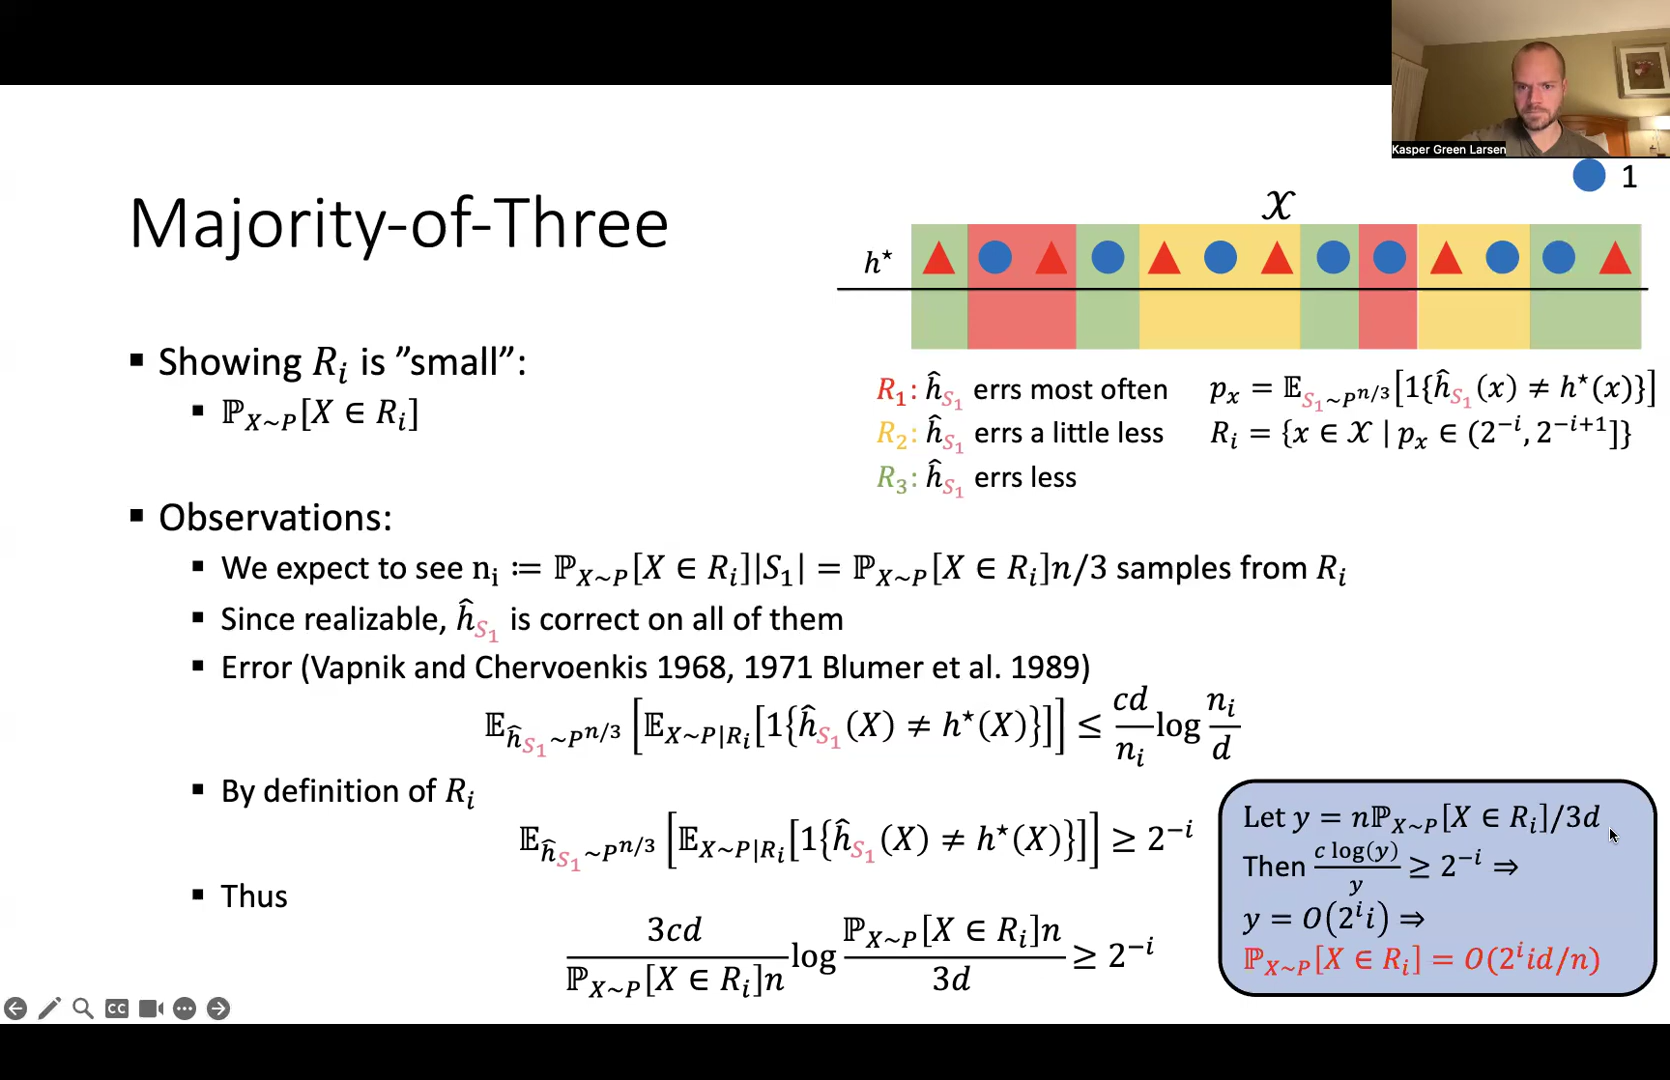 Kasper Green Larsen
1
Majority-of-Three
𝒳
h⋆
▪ Showing Rᵢ is ”small”:
▪ ℙ_{X~P}[X ∈ Rᵢ]
R₁: ĥ_{S₁} errs most often
R₂: ĥ_{S₁} errs a little less
R₃: ĥ_{S₁} errs less
pₓ = 𝔼_{S₁~P^{n/3}}[1{ĥ_{S₁}(x) ≠ h⋆(x)}]
Rᵢ = {x ∈ 𝒳 | pₓ ∈ (2^{-i}, 2^{-i+1}]}
▪ Observations:
▪ We expect to see nᵢ ≔ ℙ_{X~P}[X ∈ Rᵢ]|S₁| = ℙ_{X~P}[X ∈ Rᵢ]n/3 samples from Rᵢ
▪ Since realizable, ĥ_{S₁} is correct on all of them
▪ Error (Vapnik and Chervoenkis 1968, 1971 Blumer et al. 1989)
𝔼_{ĥ_{S₁}~P^{n/3}}[𝔼_{X~P|Rᵢ}[1{ĥ_{S₁}(X) ≠ h⋆(X)}]] ≤ cd/nᵢ log nᵢ/d
▪ By definition of Rᵢ
𝔼_{ĥ_{S₁}~P^{n/3}}[𝔼_{X~P|Rᵢ}[1{ĥ_{S₁}(X) ≠ h⋆(X)}]] ≥ 2^{-i}
▪ Thus
3cd/ℙ_{X~P}[X ∈ Rᵢ]n log ℙ_{X~P}[X ∈ Rᵢ]n/3d ≥ 2^{-i}
Let y = nℙ_{X~P}[X ∈ Rᵢ]/3d
Then c log(y)/y ≥ 2^{-i} ⇒
y = O(2^i i) ⇒
ℙ_{X~P}[X ∈ Rᵢ] = O(2^i id/n)
CC